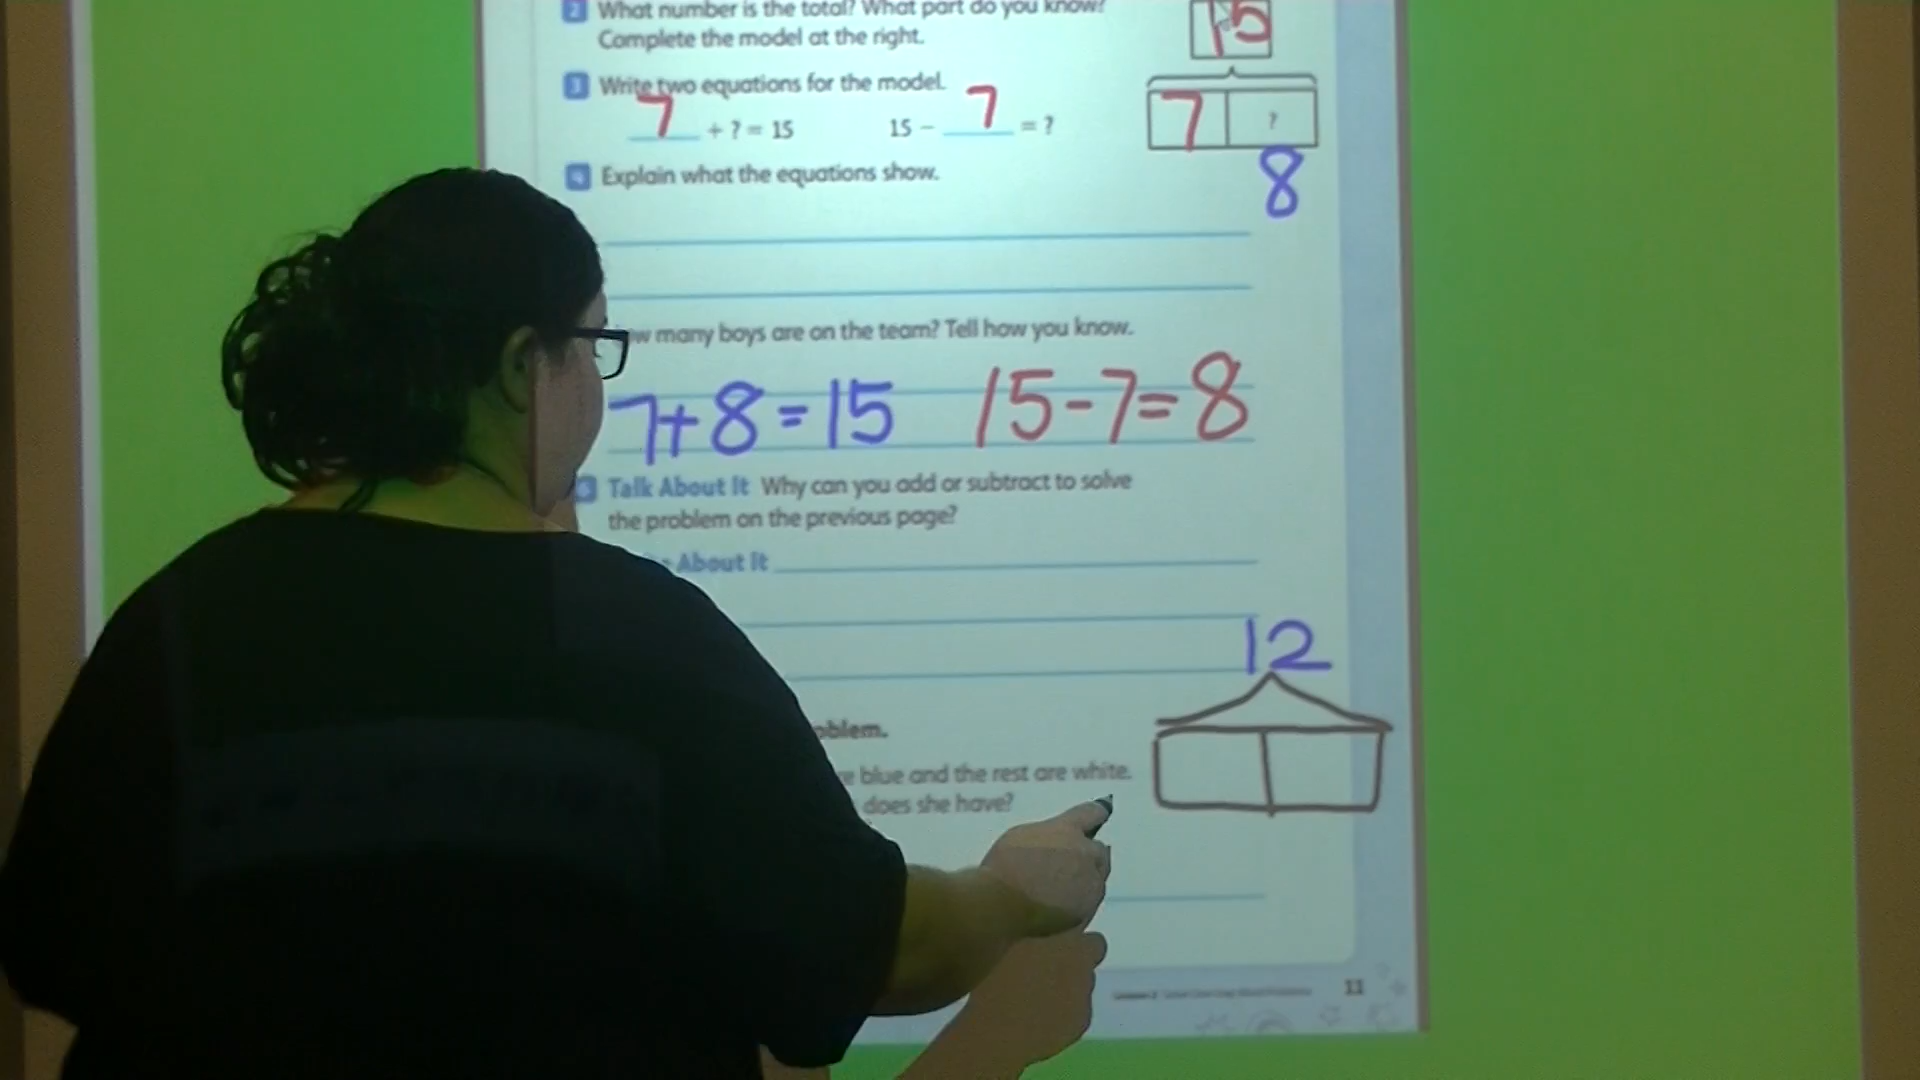 2 What number is the total? What part do you know?
Complete the model at the right.
15
3 Write two equations for the model.
7 + ? = 15 15 − 7 = ?
7 ?
8
4 Explain what the equations show.
many boys are on the team? Tell how you know.
7+8=15 15-7=8
Talk About It Why can you add or subtract to solve
the problem on the previous page?
About It
12
blue and the rest are white.
does she have?
11